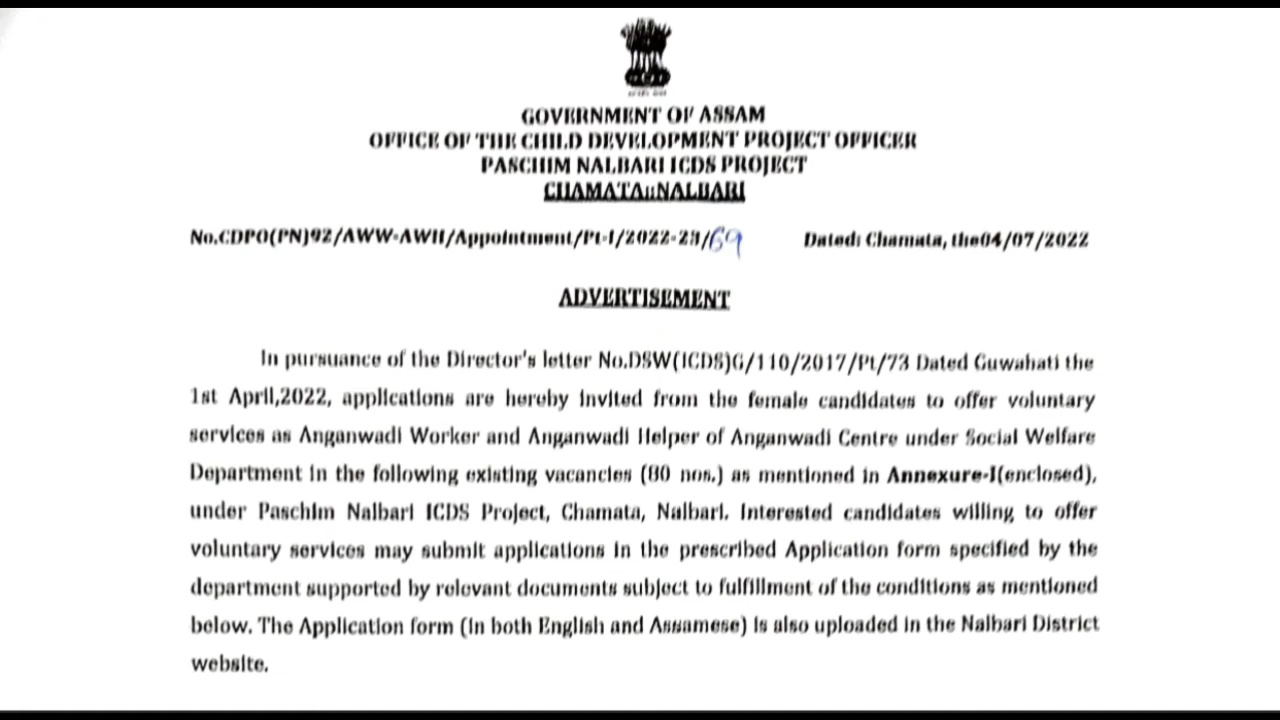 GOVERNMENT OF ASSAM
OFFICE OF THE CHILD DEVELOPMENT PROJECT OFFICER
PASCHIM NALBARI ICDS PROJECT
CHAMATA::NALBARI
No.CDPO(PN)92/AWW-AWH/Appointment/Pt-I/2022-23/69 Dated: Chamata, the04/07/2022
ADVERTISEMENT
In pursuance of the Director's letter No.DSW(ICDS)G/110/2017/Pt/73 Dated Guwahati the
1st April,2022, applications are hereby invited from the female candidates to offer voluntary
services as Anganwadi Worker and Anganwadi Helper of Anganwadi Centre under Social Welfare
Department in the following existing vacancies (80 nos.) as mentioned in Annexure-I(enclosed),
under Paschim Nalbari ICDS Project, Chamata, Nalbari. Interested candidates willing to offer
voluntary services may submit applications in the prescribed Application form specified by the
department supported by relevant documents subject to fulfillment of the conditions as mentioned
below. The Application form (in both English and Assamese) is also uploaded in the Nalbari District
website.